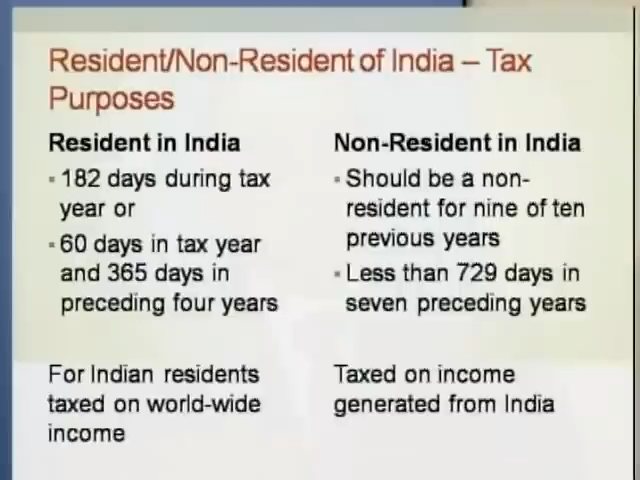 Resident/Non-Resident of India – Tax
Purposes
Resident in India
▪ 182 days during tax
year or
▪ 60 days in tax year
and 365 days in
preceding four years
For Indian residents
taxed on world-wide
income
Non-Resident in India
▪ Should be a non-
resident for nine of ten
previous years
▪ Less than 729 days in
seven preceding years
Taxed on income
generated from India